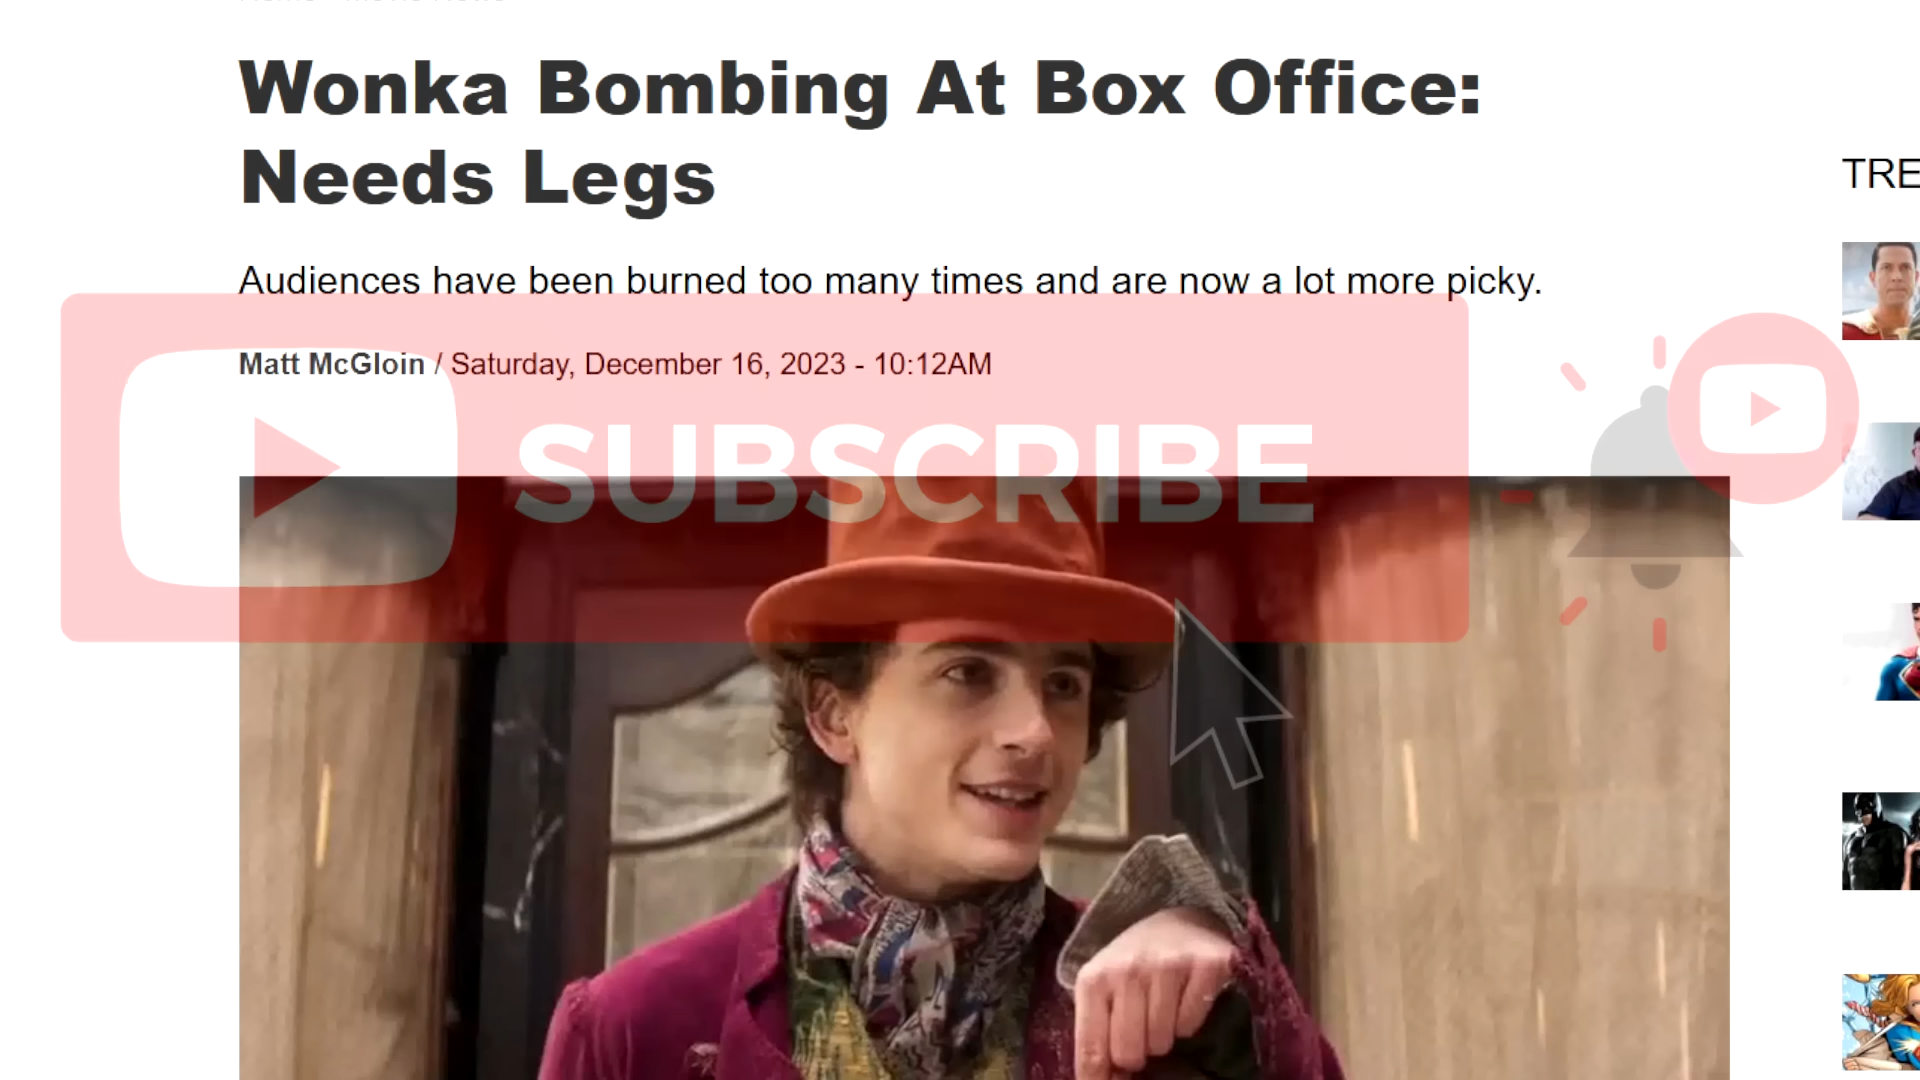 Wonka Bombing At Box Office:
Needs Legs
TRE
Audiences have been burned too many times and are now a lot more picky.
Matt McGloin / Saturday, December 16, 2023 - 10:12AM
SUBSCRIBE